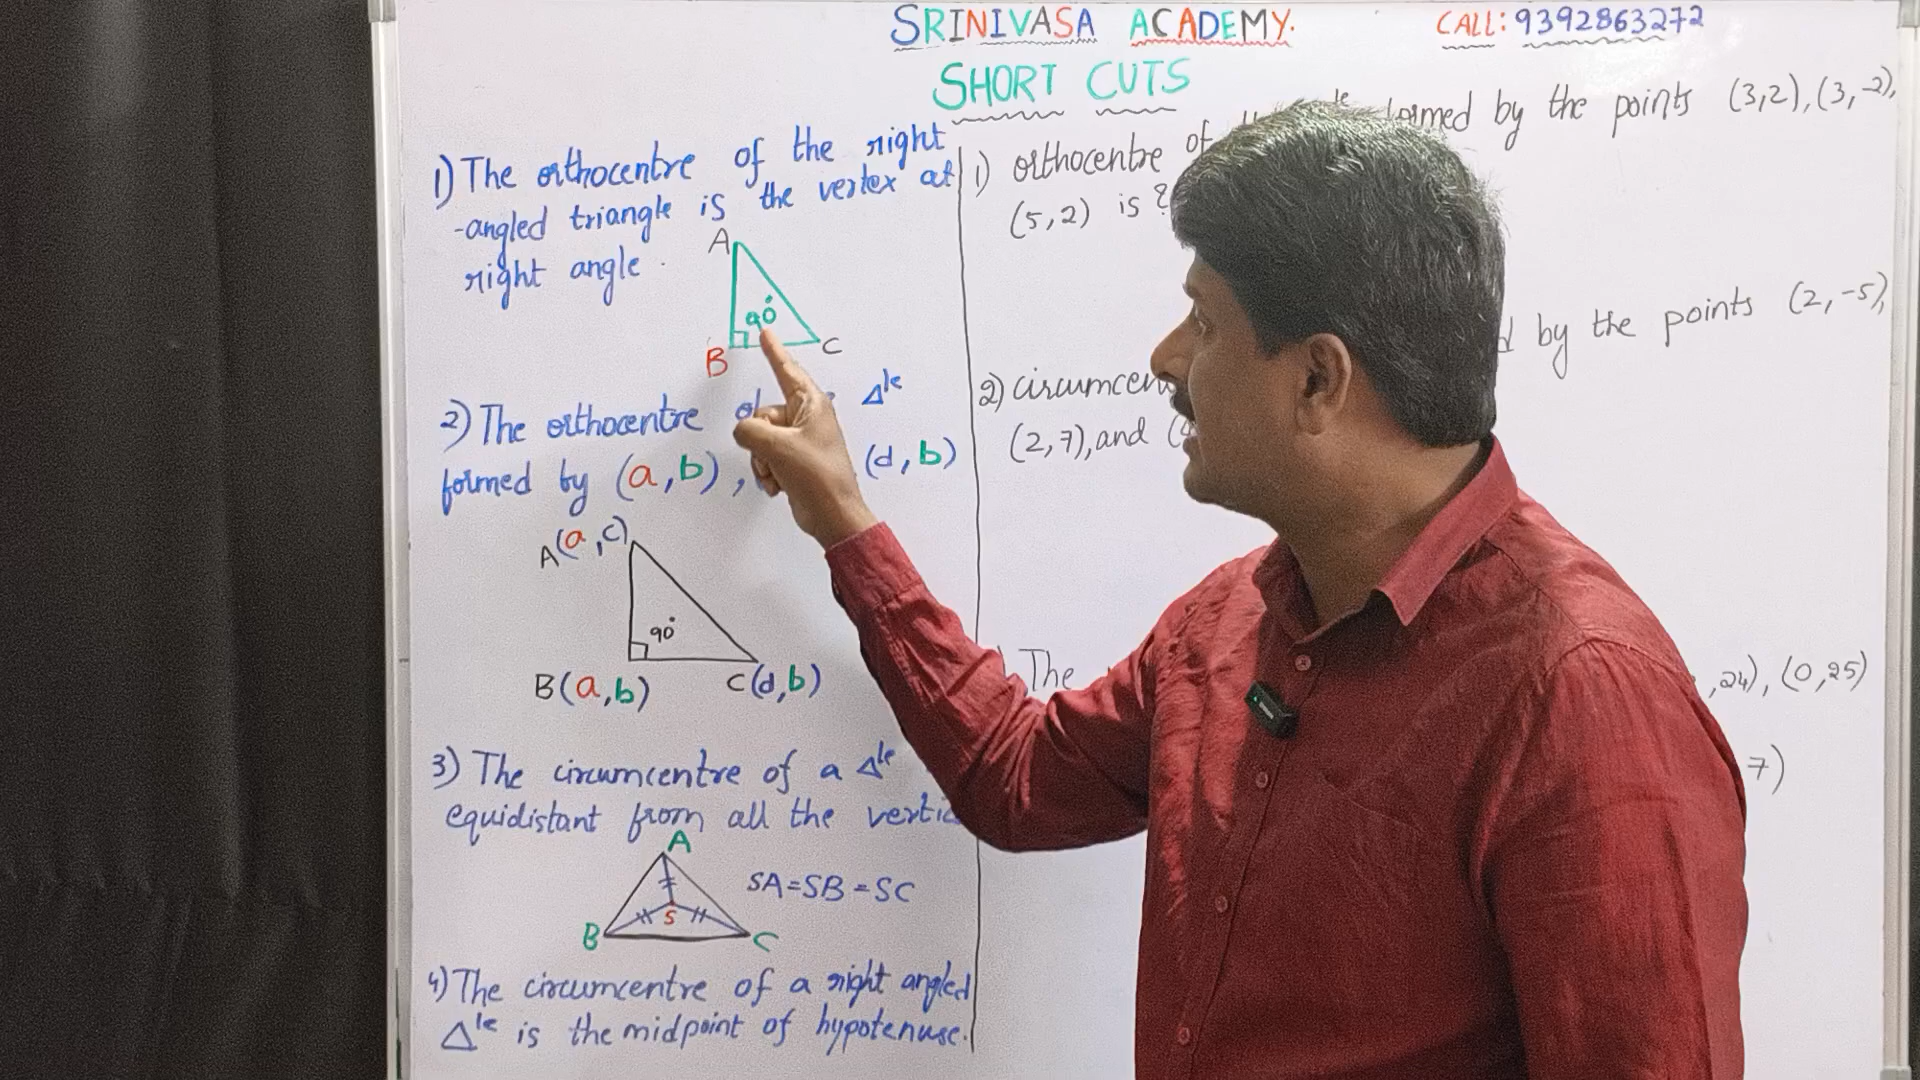 SRINIVASA ACADEMY.
CALL: 9392863272
SHORT CUTS
1) The orthocentre of the right
-angled triangle is the vertex at
right angle.
A
90°
B
C
2) The orthocentre Δle
formed by (a,b), (d,b)
A(a,c)
90°
B(a,b)
C(d,b)
3) The circumcentre of a Δle
equidistant from all the
A
SA=SB=SC
S
B
C
4) The circumcentre of a right angled
Δle is the midpoint of hypotenuse.
1) orthocentre of by the points (3,2),(3,-2),
(5,2) is?
2) by the points (2,-5),
(2,7),and
The ,24), (0,25)
7)